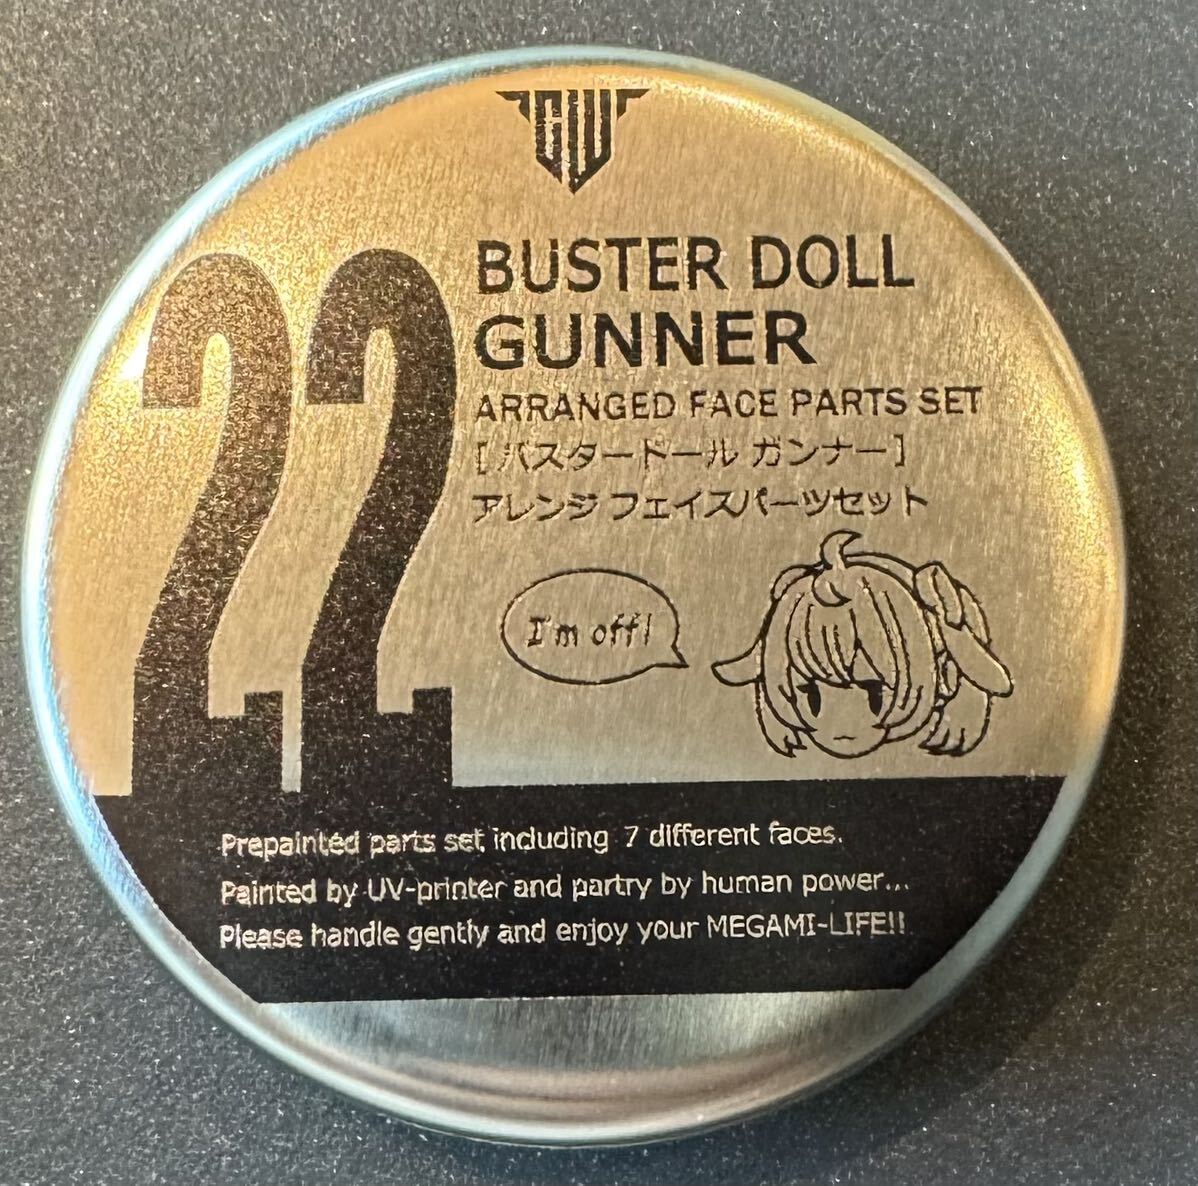 22
BUSTER DOLL
GUNNER
ARRANGED FACE PARTS SET
[バスタードール ガンナー]
アレンジ フェイスパーツセット
I'm off!
Prepainted parts set including 7 different faces.
Painted by UV-printer and partry by human power...
Please handle gently and enjoy your MEGAMI-LIFE!!